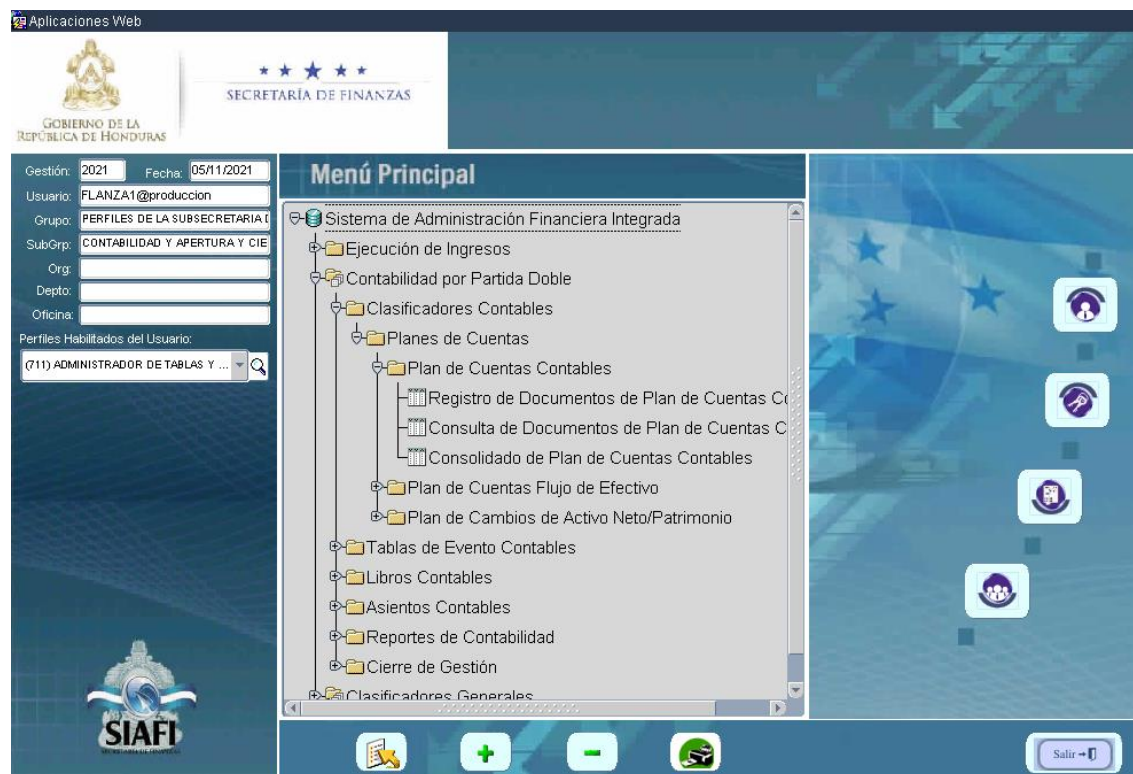 Aplicaciones Web
GOBIERNO DE LA
REPÚBLICA DE HONDURAS
SECRETARÍA DE FINANZAS
Gestión: 2021 Fecha: 05/11/2021
Usuario: FLANZA1@produccion
Grupo: PERFILES DE LA SUBSECRETARIA (
SubGrp: CONTABILIDAD Y APERTURA Y CIE
Org:
Depto:
Oficina:
Perfiles Habilitados del Usuario:
(711) ADMINISTRADOR DE TABLAS Y ...
Menú Principal
Sistema de Administración Financiera Integrada
Ejecución de Ingresos
Contabilidad por Partida Doble
Clasificadores Contables
Planes de Cuentas
Plan de Cuentas Contables
Registro de Documentos de Plan de Cuentas Co
Consulta de Documentos de Plan de Cuentas C
Consolidado de Plan de Cuentas Contables
Plan de Cuentas Flujo de Efectivo
Plan de Cambios de Activo Neto/Patrimonio
Tablas de Evento Contables
Libros Contables
Asientos Contables
Reportes de Contabilidad
Cierre de Gestión
Clasificadores Generales
SIAFI
Salir